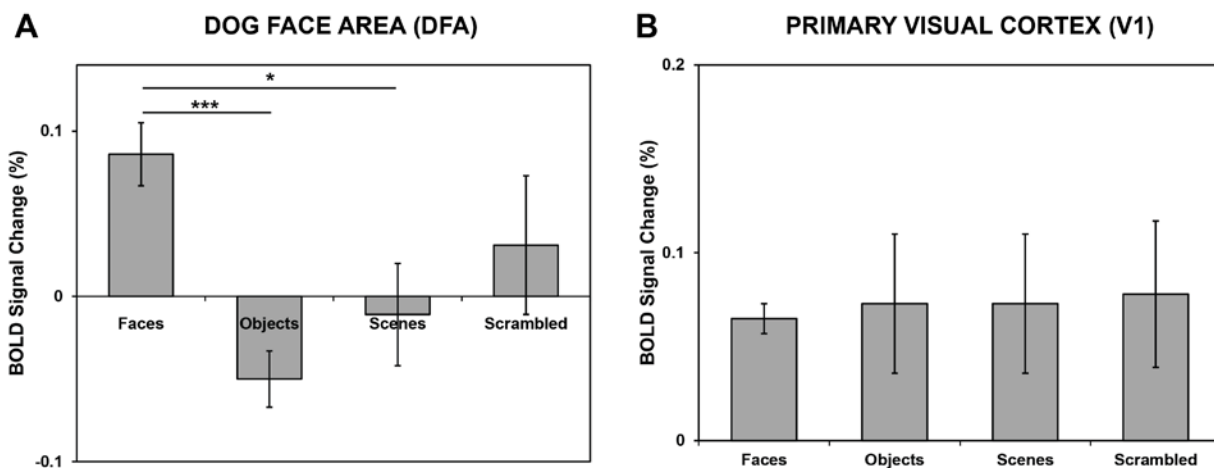 A
DOG FACE AREA (DFA)
BOLD Signal Change (%)
0.1
0
-0.1
*
***
Faces
Objects
Scenes
Scrambled
B
PRIMARY VISUAL CORTEX (V1)
BOLD Signal Change (%)
0.2
0.1
0
Faces
Objects
Scenes
Scrambled